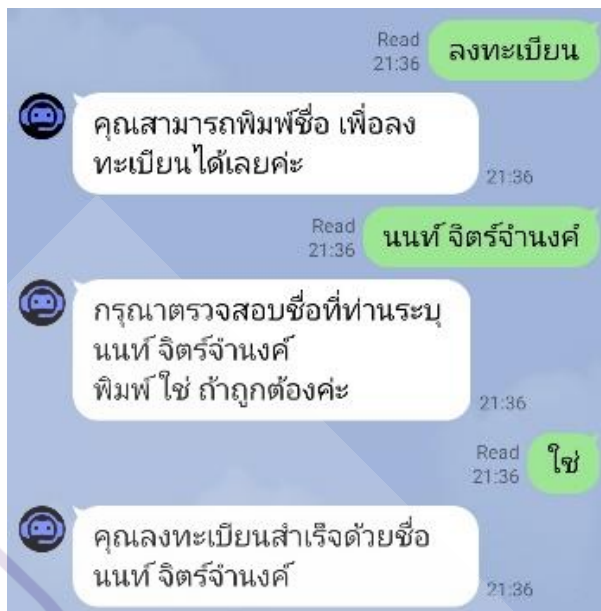 Read
21:36
ลงทะเบียน
คุณสามารถพิมพ์ชื่อ เพื่อลง
ทะเบียนได้เลยค่ะ
21:36
Read
21:36
นนท์ จิตร์จำนงค์
กรุณาตรวจสอบชื่อที่ท่านระบุ
นนท์ จิตร์จำนงค์
พิมพ์ ใช่ ถ้าถูกต้องค่ะ
21:36
Read
21:36
ใช่
คุณลงทะเบียนสำเร็จด้วยชื่อ
นนท์ จิตร์จำนงค์
21:36